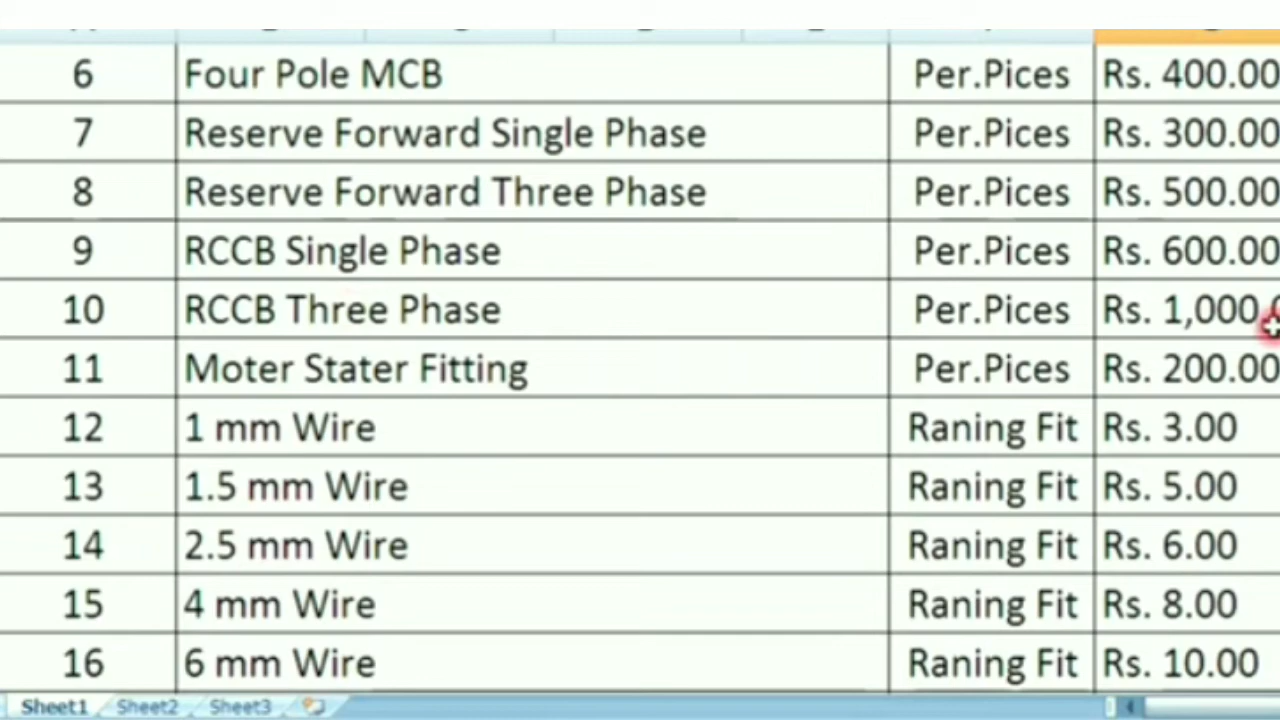 6 Four Pole MCB Per.Pices Rs. 400.00
7 Reserve Forward Single Phase Per.Pices Rs. 300.00
8 Reserve Forward Three Phase Per.Pices Rs. 500.00
9 RCCB Single Phase Per.Pices Rs. 600.00
10 RCCB Three Phase Per.Pices Rs. 1,000.
11 Moter Stater Fitting Per.Pices Rs. 200.00
12 1 mm Wire Raning Fit Rs. 3.00
13 1.5 mm Wire Raning Fit Rs. 5.00
14 2.5 mm Wire Raning Fit Rs. 6.00
15 4 mm Wire Raning Fit Rs. 8.00
16 6 mm Wire Raning Fit Rs. 10.00
Sheet1 Sheet2 Sheet3